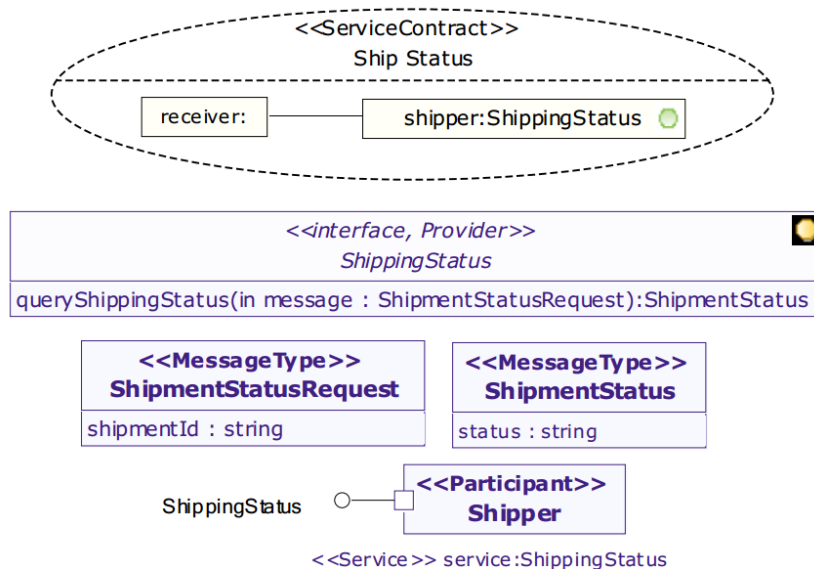 <<ServiceContract>>
Ship Status
receiver:
shipper:ShippingStatus
<<interface, Provider>>
ShippingStatus
queryShippingStatus(in message : ShipmentStatusRequest):ShipmentStatus
<<MessageType>>
ShipmentStatusRequest
shipmentId : string
<<MessageType>>
ShipmentStatus
status : string
ShippingStatus
<<Participant>>
Shipper
<<Service>> service:ShippingStatus